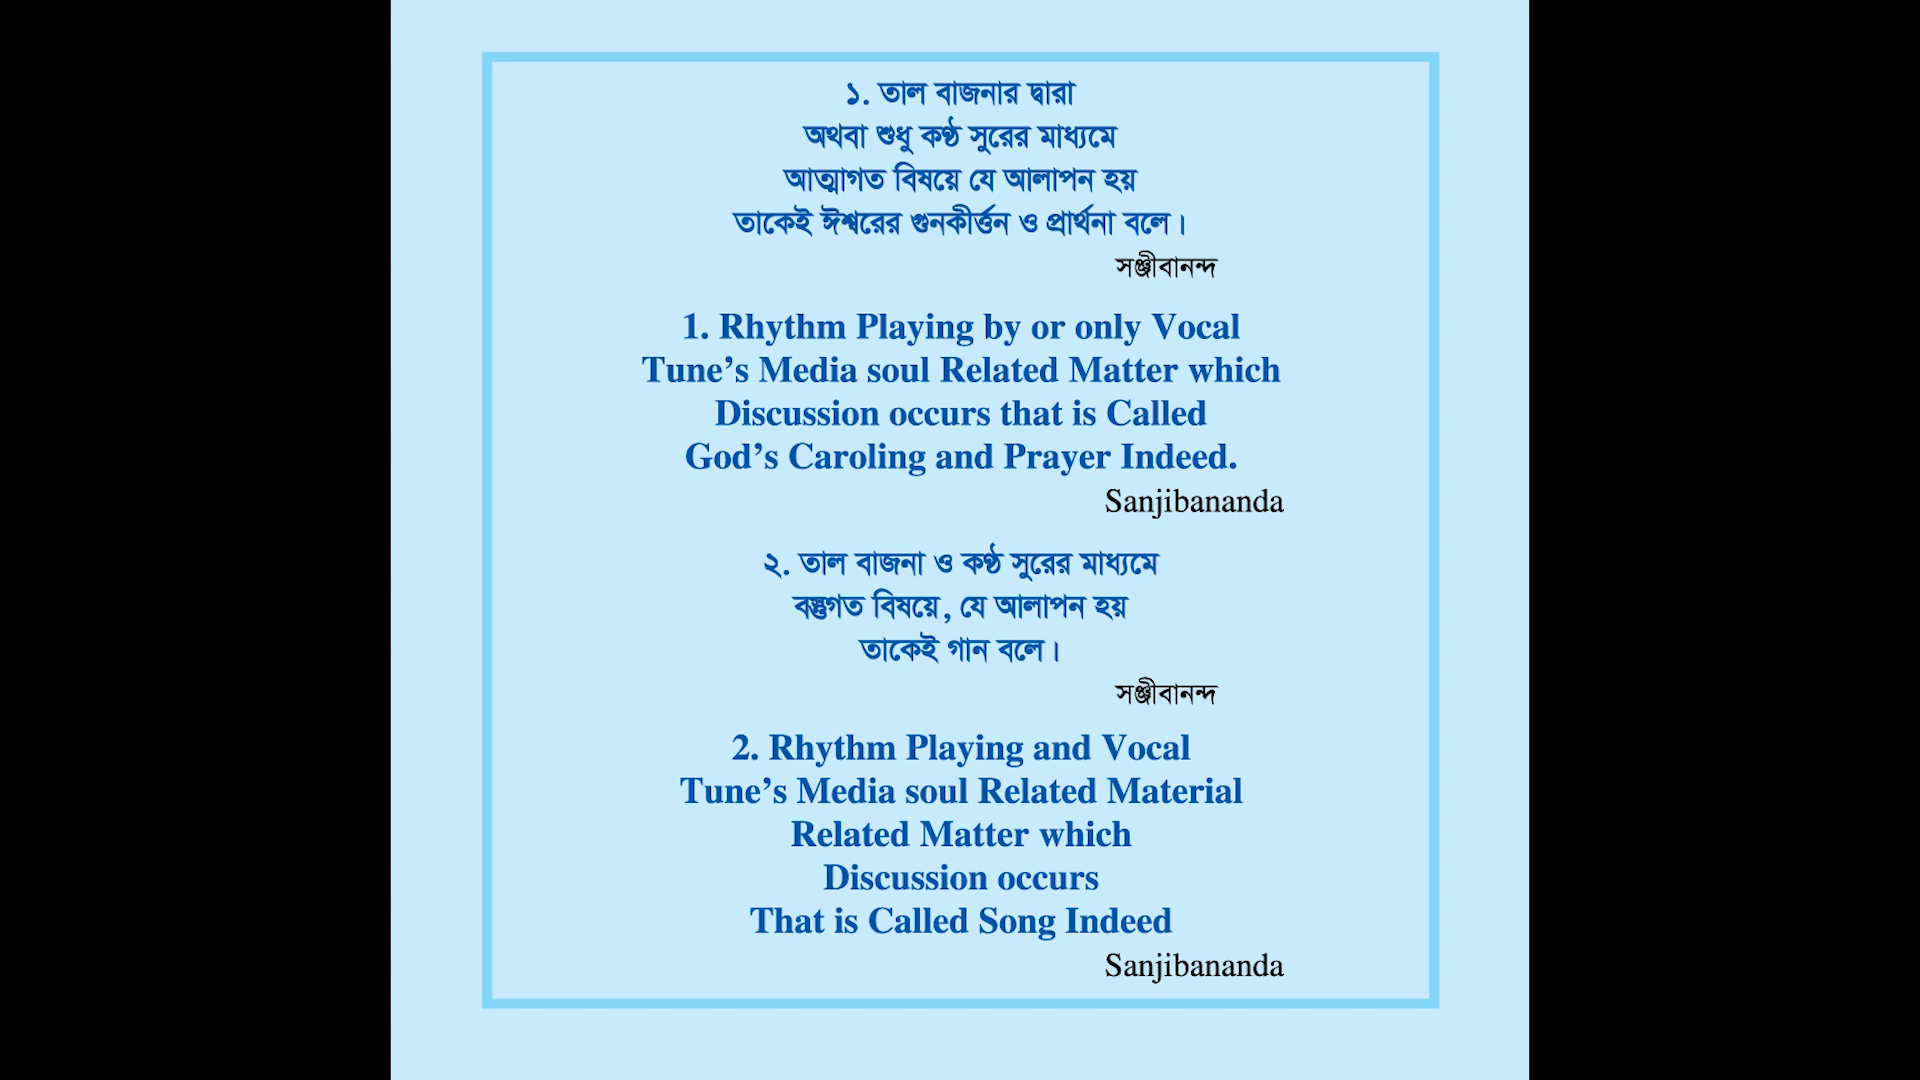 ১. তাল বাজনার দ্বারা
অথবা শুধু কণ্ঠ সুরের মাধ্যমে
আত্মাগত বিষয়ে যে আলাপন হয়
তাকেই ঈশ্বরের গুনকীর্ত্তন ও প্রার্থনা বলে।
সঞ্জীবানন্দ
1. Rhythm Playing by or only Vocal
Tune’s Media soul Related Matter which
Discussion occurs that is Called
God’s Caroling and Prayer Indeed.
Sanjibananda
২. তাল বাজনা ও কণ্ঠ সুরের মাধ্যমে
বস্তুগত বিষয়ে, যে আলাপন হয়
তাকেই গান বলে।
সঞ্জীবানন্দ
2. Rhythm Playing and Vocal
Tune’s Media soul Related Material
Related Matter which
Discussion occurs
That is Called Song Indeed
Sanjibananda